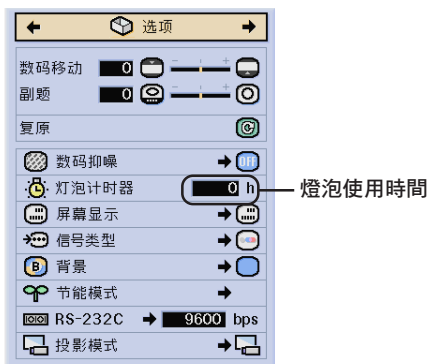 选项
数码移动 0
副题 0
复原
数码抑噪 OFF
灯泡计时器 0 h 燈泡使用時間
屏幕显示
信号类型
背景
节能模式
RS-232C 9600 bps
投影模式